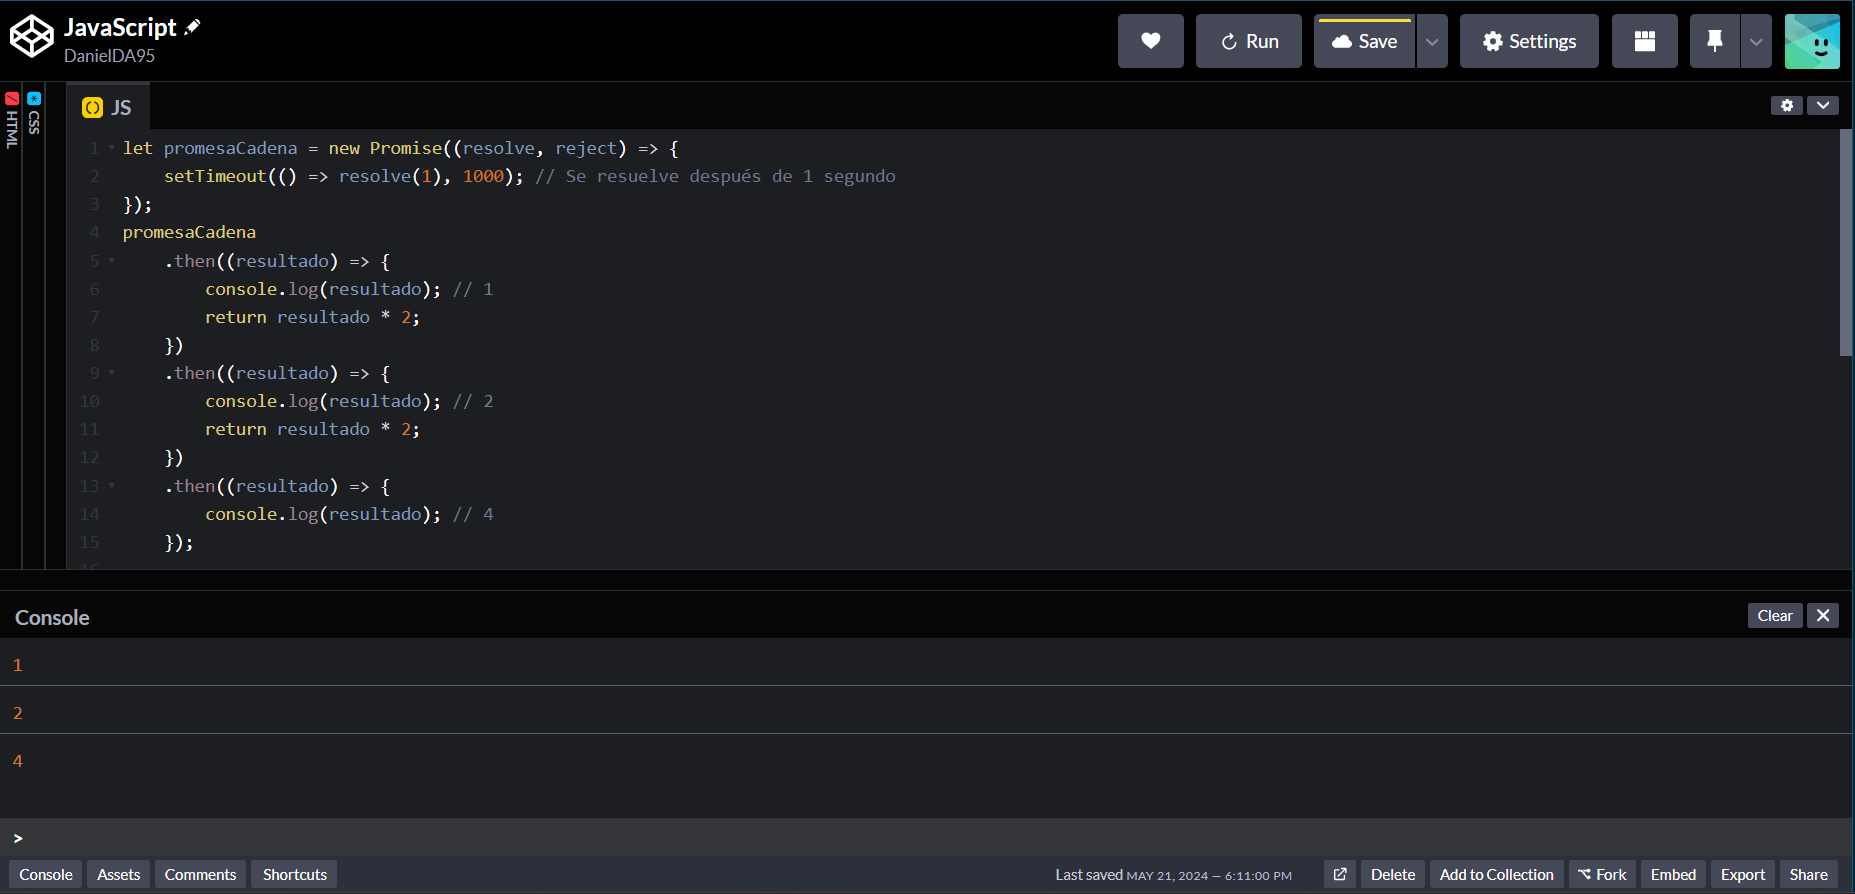 JavaScript
DanielDA95
Run
Save
Settings
HTML
CSS
JS
1 let promesaCadena = new Promise((resolve, reject) => {
2 setTimeout(() => resolve(1), 1000); // Se resuelve después de 1 segundo
3 });
4 promesaCadena
5 .then((resultado) => {
6 console.log(resultado); // 1
7 return resultado * 2;
8 })
9 .then((resultado) => {
10 console.log(resultado); // 2
11 return resultado * 2;
12 })
13 .then((resultado) => {
14 console.log(resultado); // 4
15 });
16
Console
Clear
1
2
4
>
Console Assets Comments Shortcuts Last saved MAY 21, 2024 — 6:11:00 PM Delete Add to Collection Fork Embed Export Share